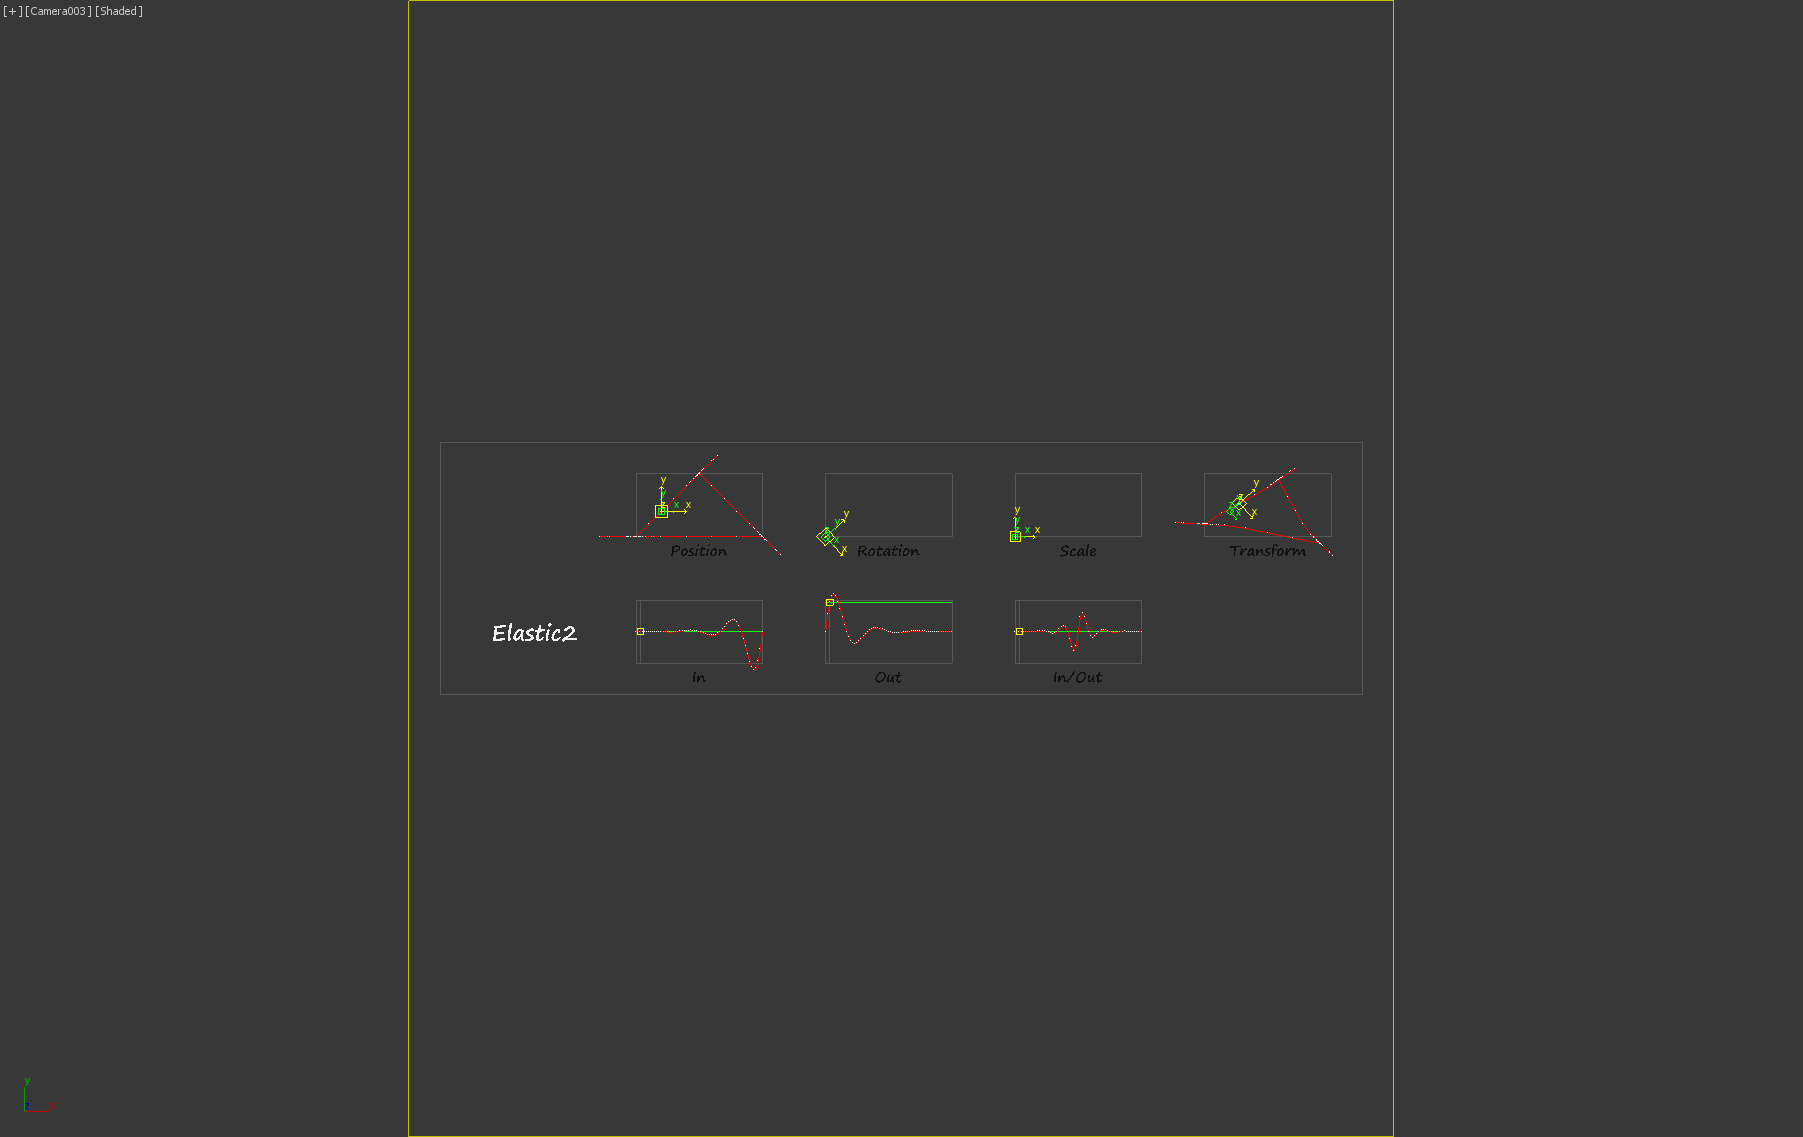 [+][Camera003][Shaded]
y y x x
y y x x
y y x x
y x
Position Rotation Scale Transform
Elastic2
In Out In/Out
y
z x